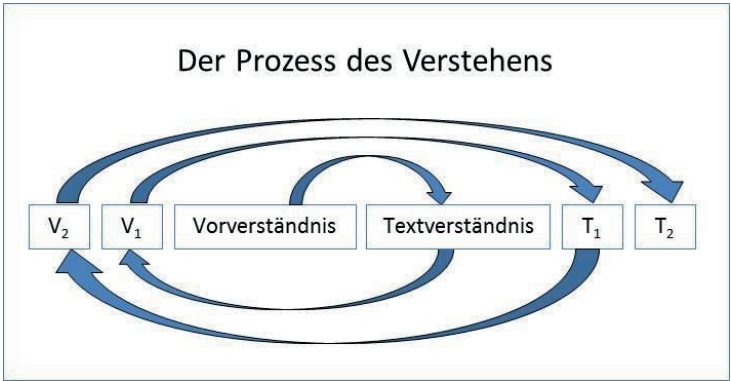 Der Prozess des Verstehens
V₂ V₁ Vorverständnis Textverständnis T₁ T₂